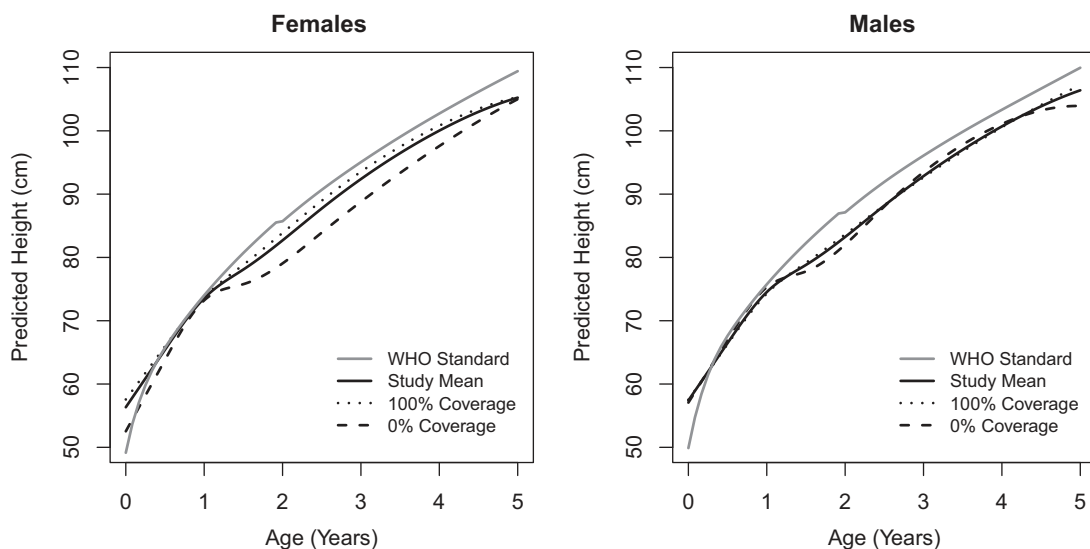 Females
Predicted Height (cm)
110
100
90
80
70
60
50
WHO Standard
Study Mean
100% Coverage
0% Coverage
0 1 2 3 4 5
Age (Years)
Males
Predicted Height (cm)
110
100
90
80
70
60
50
WHO Standard
Study Mean
100% Coverage
0% Coverage
0 1 2 3 4 5
Age (Years)